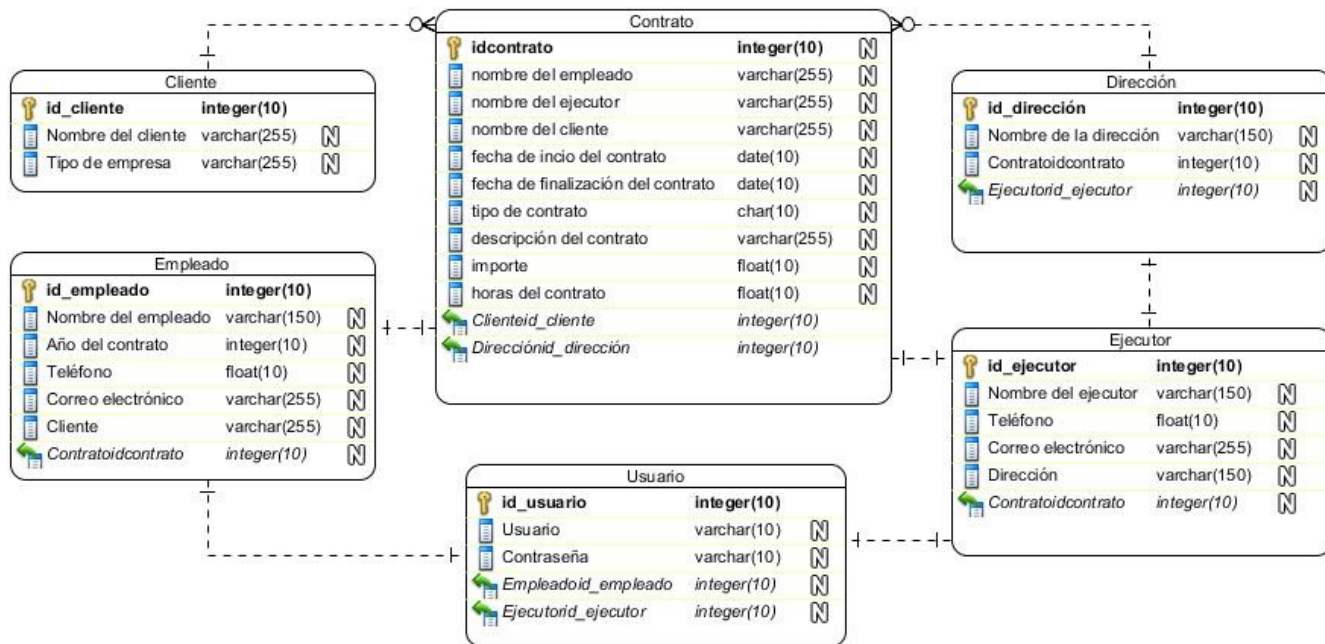 Contrato
idcontrato integer(10) N
nombre del empleado varchar(255) N
nombre del ejecutor varchar(255) N
nombre del cliente varchar(255) N
fecha de incio del contrato date(10) N
fecha de finalización del contrato date(10) N
tipo de contrato char(10) N
descripción del contrato varchar(255) N
importe float(10) N
horas del contrato float(10) N
Clienteid_cliente integer(10)
Direcciónid_dirección integer(10)
Cliente
id_cliente integer(10)
Nombre del cliente varchar(255) N
Tipo de empresa varchar(255) N
Dirección
id_dirección integer(10)
Nombre de la dirección varchar(150) N
Contratoidcontrato integer(10) N
Ejecutorid_ejecutor integer(10) N
Empleado
id_empleado integer(10)
Nombre del empleado varchar(150) N
Año del contrato integer(10) N
Teléfono float(10) N
Correo electrónico varchar(255) N
Cliente varchar(255) N
Contratoidcontrato integer(10) N
Ejecutor
id_ejecutor integer(10)
Nombre del ejecutor varchar(150) N
Teléfono float(10) N
Correo electrónico varchar(255) N
Dirección varchar(150) N
Contratoidcontrato integer(10) N
Usuario
id_usuario integer(10)
Usuario varchar(10) N
Contraseña varchar(10) N
Empleadoid_empleado integer(10) N
Ejecutorid_ejecutor integer(10) N